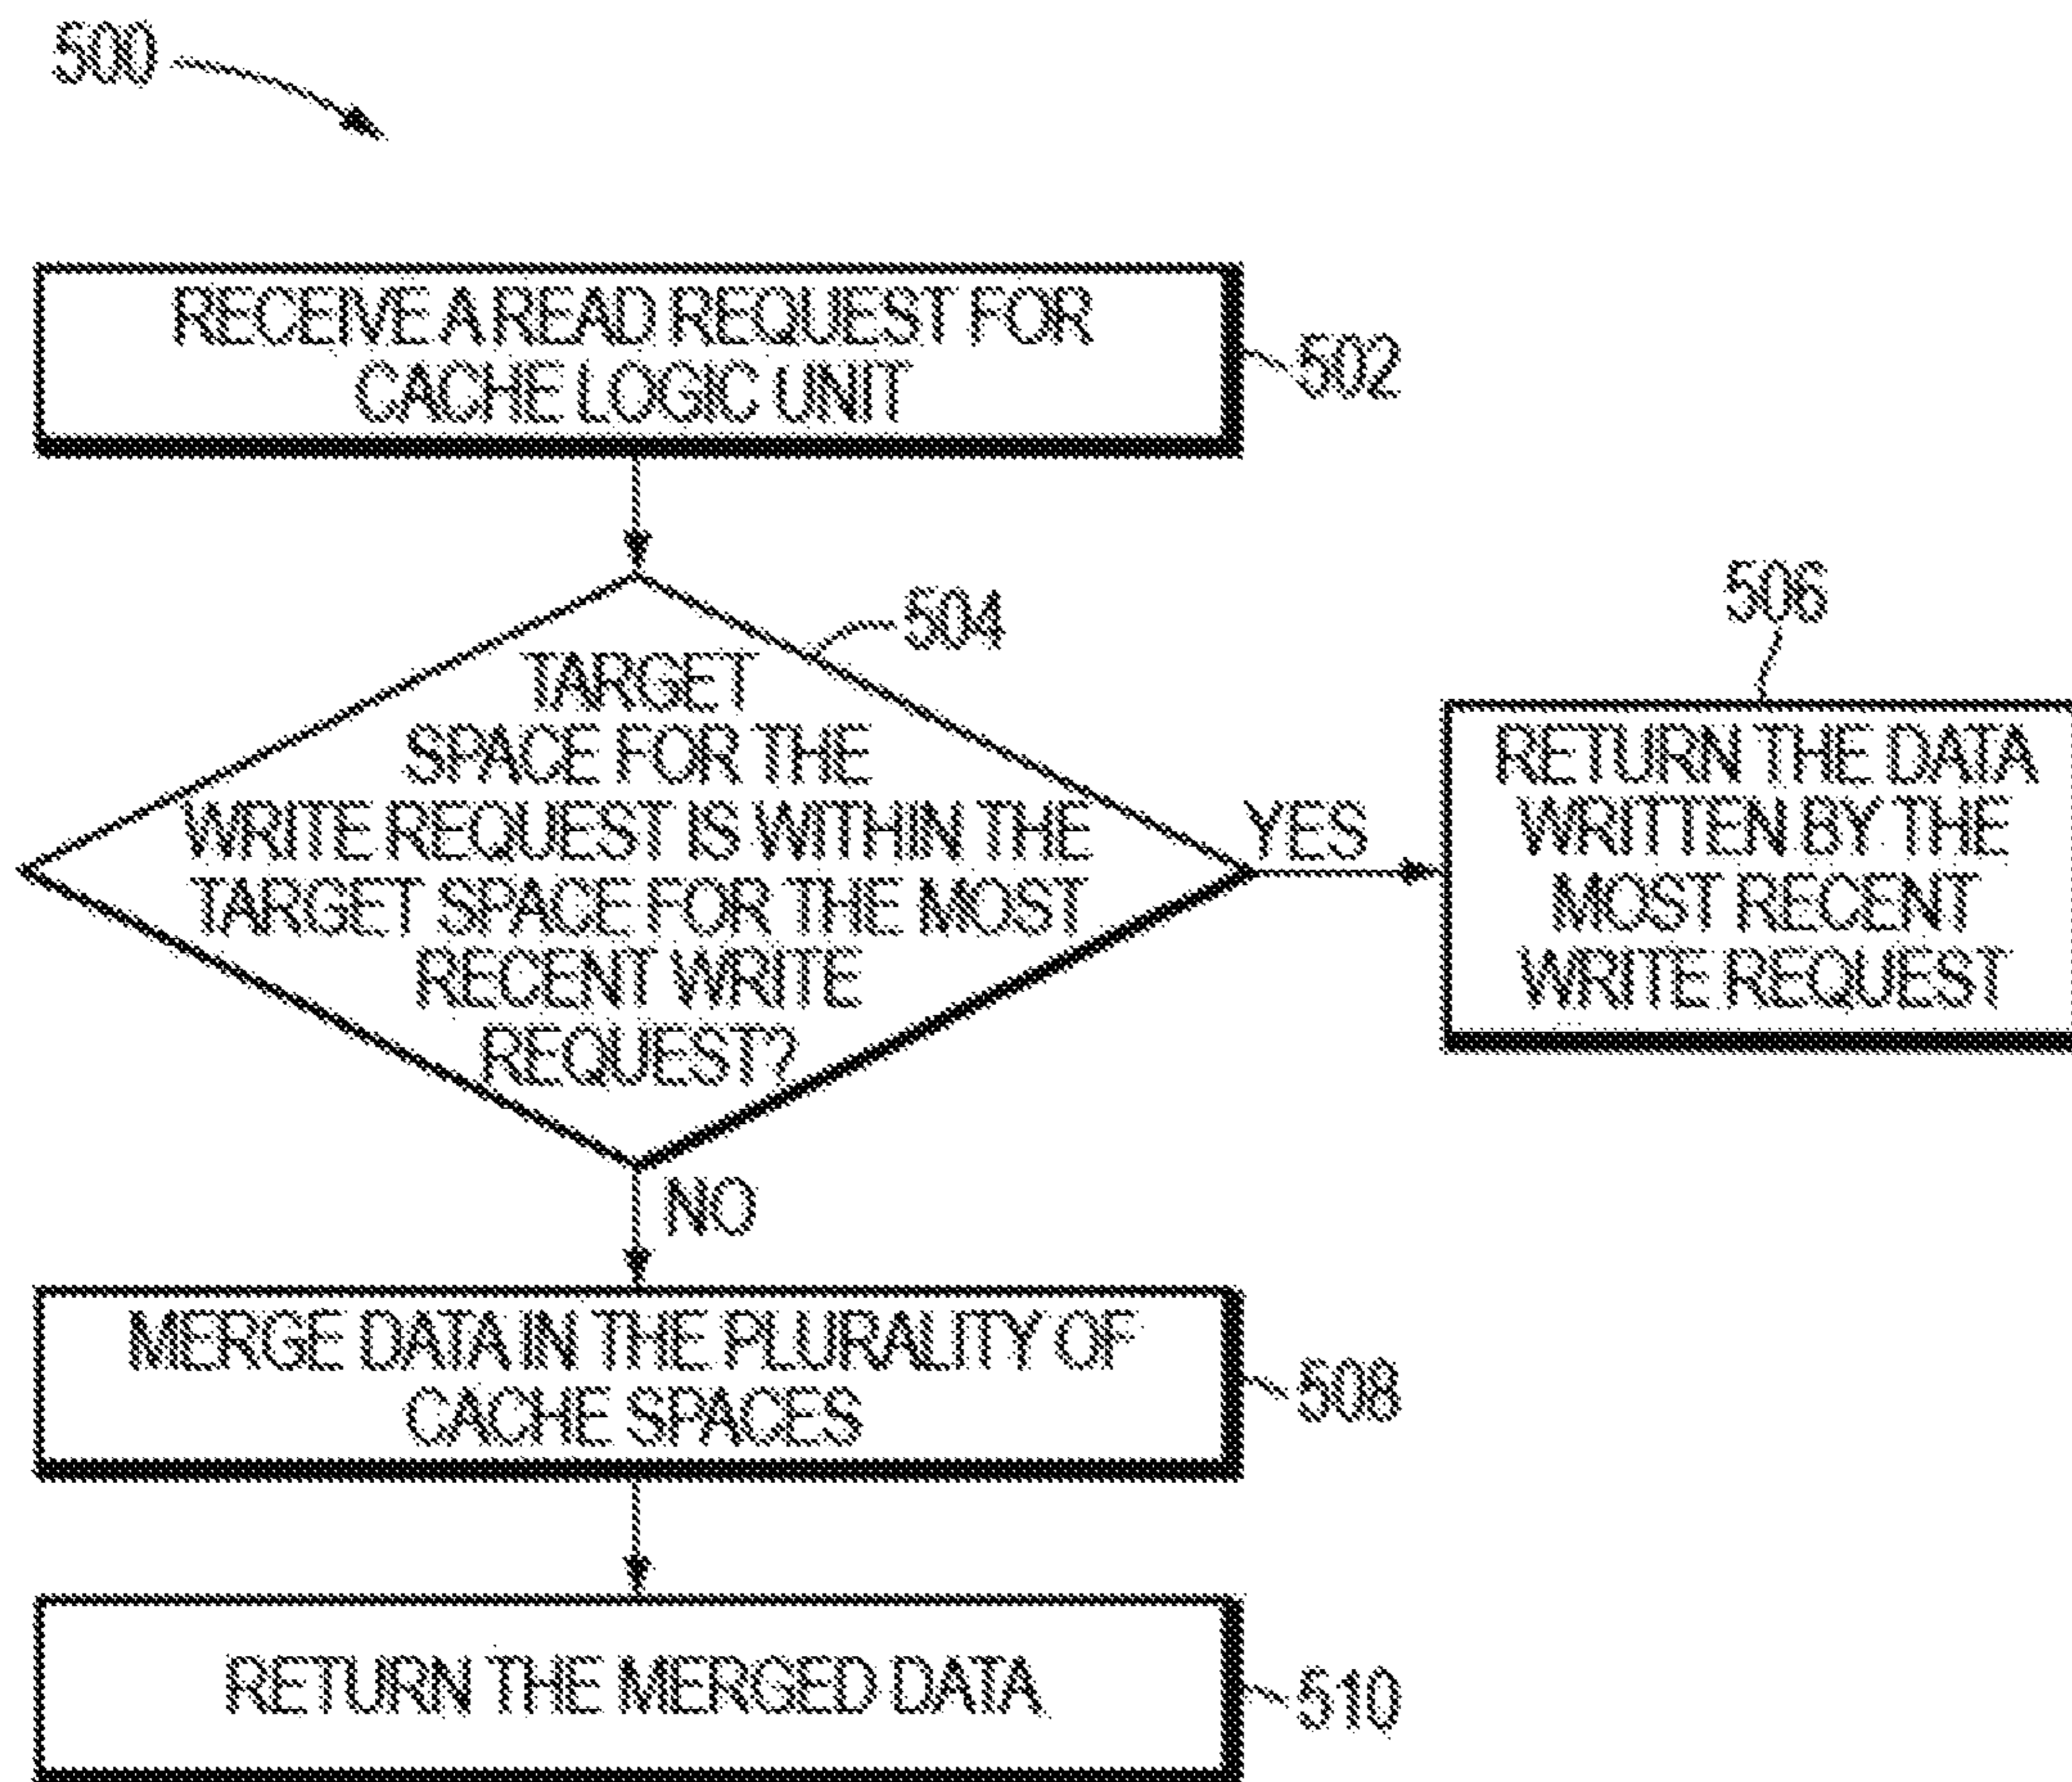 500
RECEIVE A READ REQUEST FOR
CACHE LOGIC UNIT
502
504
TARGET
SPACE FOR THE
WRITE REQUEST IS WITHIN THE
TARGET SPACE FOR THE MOST
RECENT WRITE
REQUEST?
YES
506
RETURN THE DATA
WRITTEN BY THE
MOST RECENT
WRITE REQUEST
NO
MERGE DATA IN THE PLURALITY OF
CACHE SPACES
508
RETURN THE MERGED DATA
510